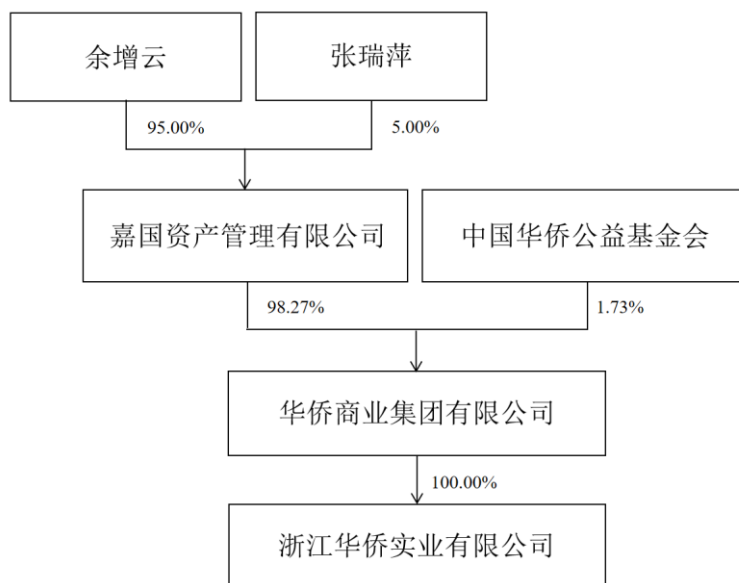 余增云
张瑞萍
95.00%
5.00%
嘉国资产管理有限公司
中国华侨公益基金会
98.27%
1.73%
华侨商业集团有限公司
100.00%
浙江华侨实业有限公司